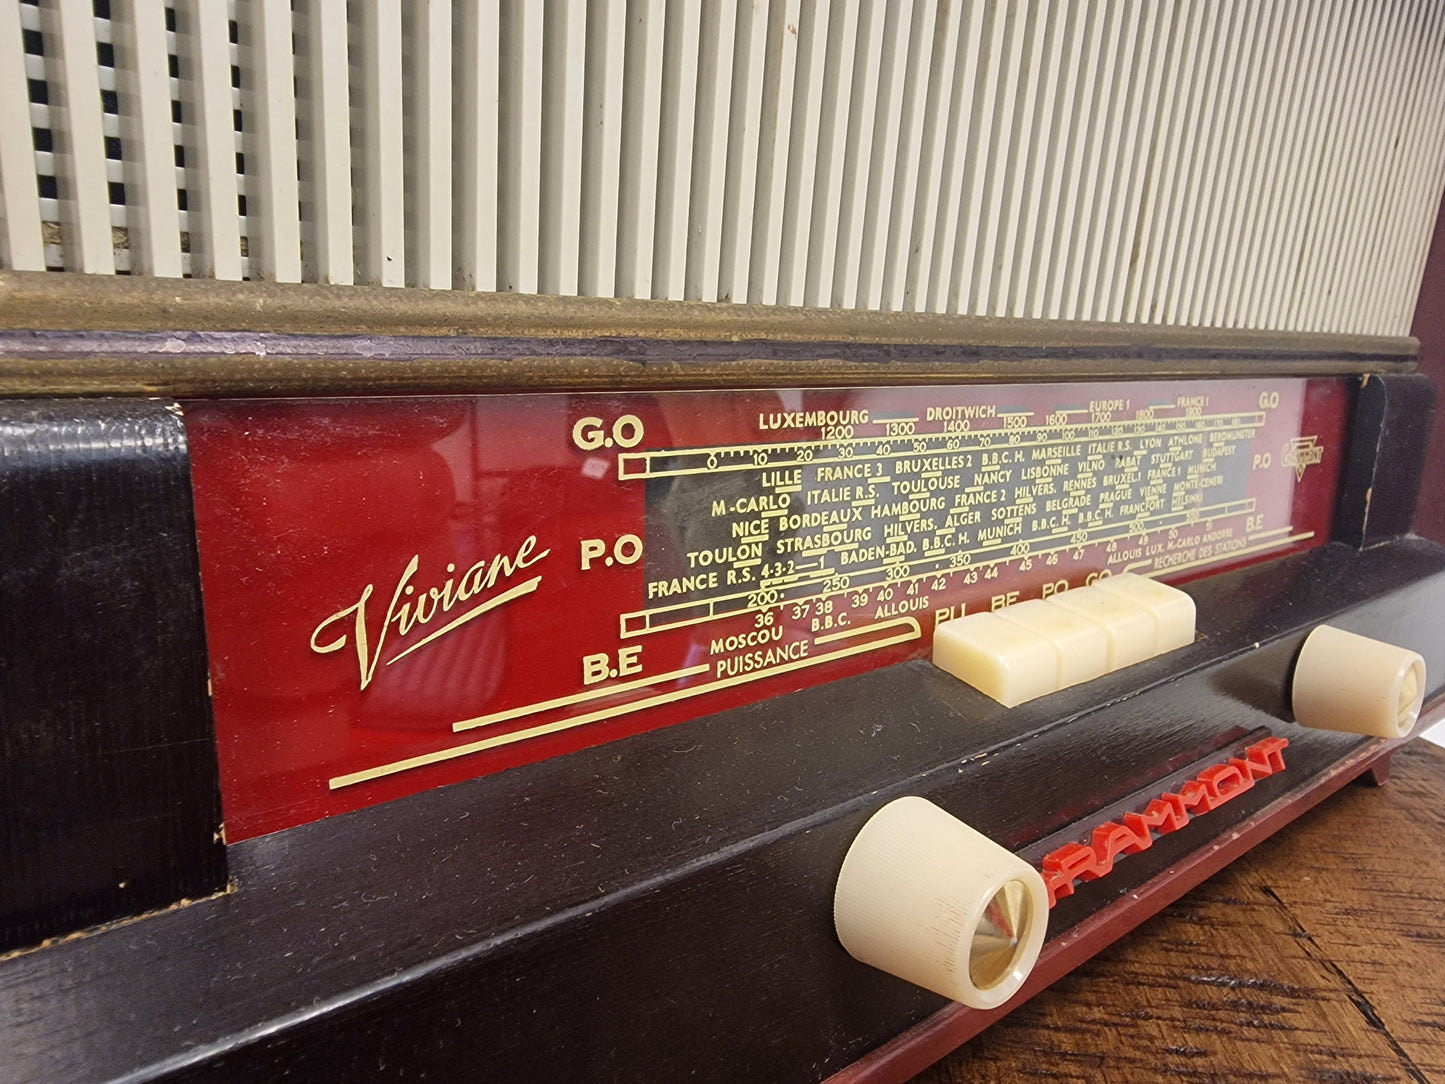 G.O
LUXEMBOURG DROITWICH EUROPE 1 FRANCE 1
G.O
1200 1300 1400 1500 1600 1700 1800 1900
0 10 20 30 40 50 60 70 80 90 100
LILLE FRANCE 3 BRUXELLES 2 B.B.C. H. MARSEILLE ITALIE R.S. LYON ATHLONE BEROMUNSTER
M-CARLO ITALIE R.S. TOULOUSE NANCY LISBONNE VILNO RABAT STUTTGART BUDAPEST
P.O
NICE BORDEAUX HAMBOURG FRANCE 2 HILVERS. RENNES BRUXEL.1 FRANCE 1 MUNICH
P.O
TOULON STRASBOURG HILVERS. ALGER SOTTENS BELGRADE PRAGUE VIENNE MONTE-CENERI
FRANCE R.S. 4-3-2-1 BADEN-BAD. B.B.C. H. MUNICH B.B.C. H. B.B.C. H. FRANCFORT HELSINKI
200 250 300 350 400 450 500 550
36 37 38 39 40 41 42 43 44 45 46 47 48 49 50 51
B.E
MOSCOU B.B.C. ALLOUIS ALLOUIS LUX. M-CARLO ANDORRE
B.E
PUISSANCE
RECHERCHE DES STATIONS
Viviane
PU BE PO GO
GRAMMONT